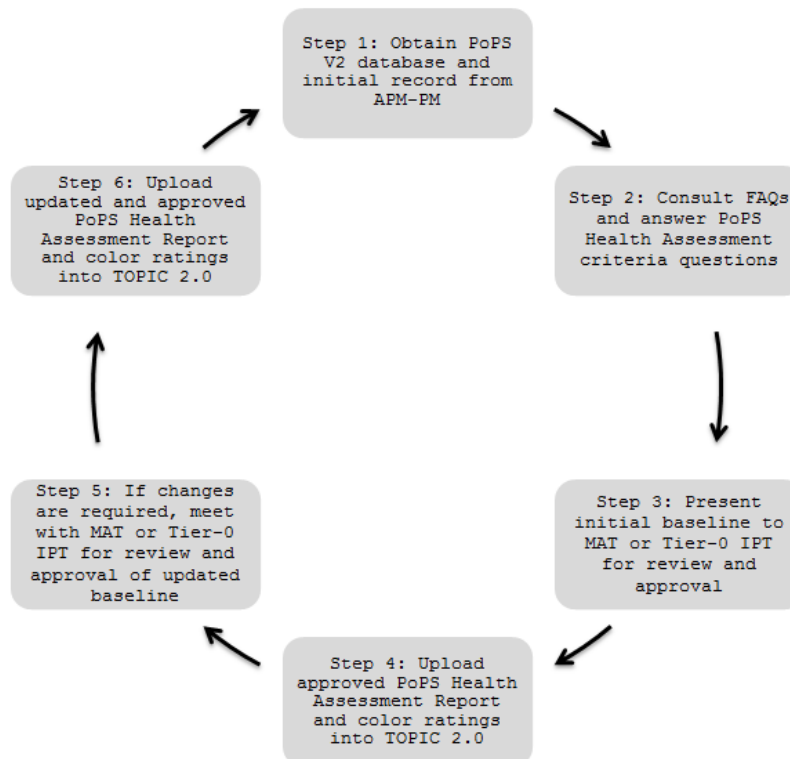 Step 1: Obtain PoPS
V2 database and
initial record from
APM-PM
Step 2: Consult FAQs
and answer PoPS
Health Assessment
criteria questions
Step 3: Present
initial baseline to
MAT or Tier-0 IPT
for review and
approval
Step 4: Upload
approved PoPS Health
Assessment Report
and color ratings
into TOPIC 2.0
Step 5: If changes
are required, meet
with MAT or Tier-0
IPT for review and
approval of updated
baseline
Step 6: Upload
updated and approved
PoPS Health
Assessment Report
and color ratings
into TOPIC 2.0